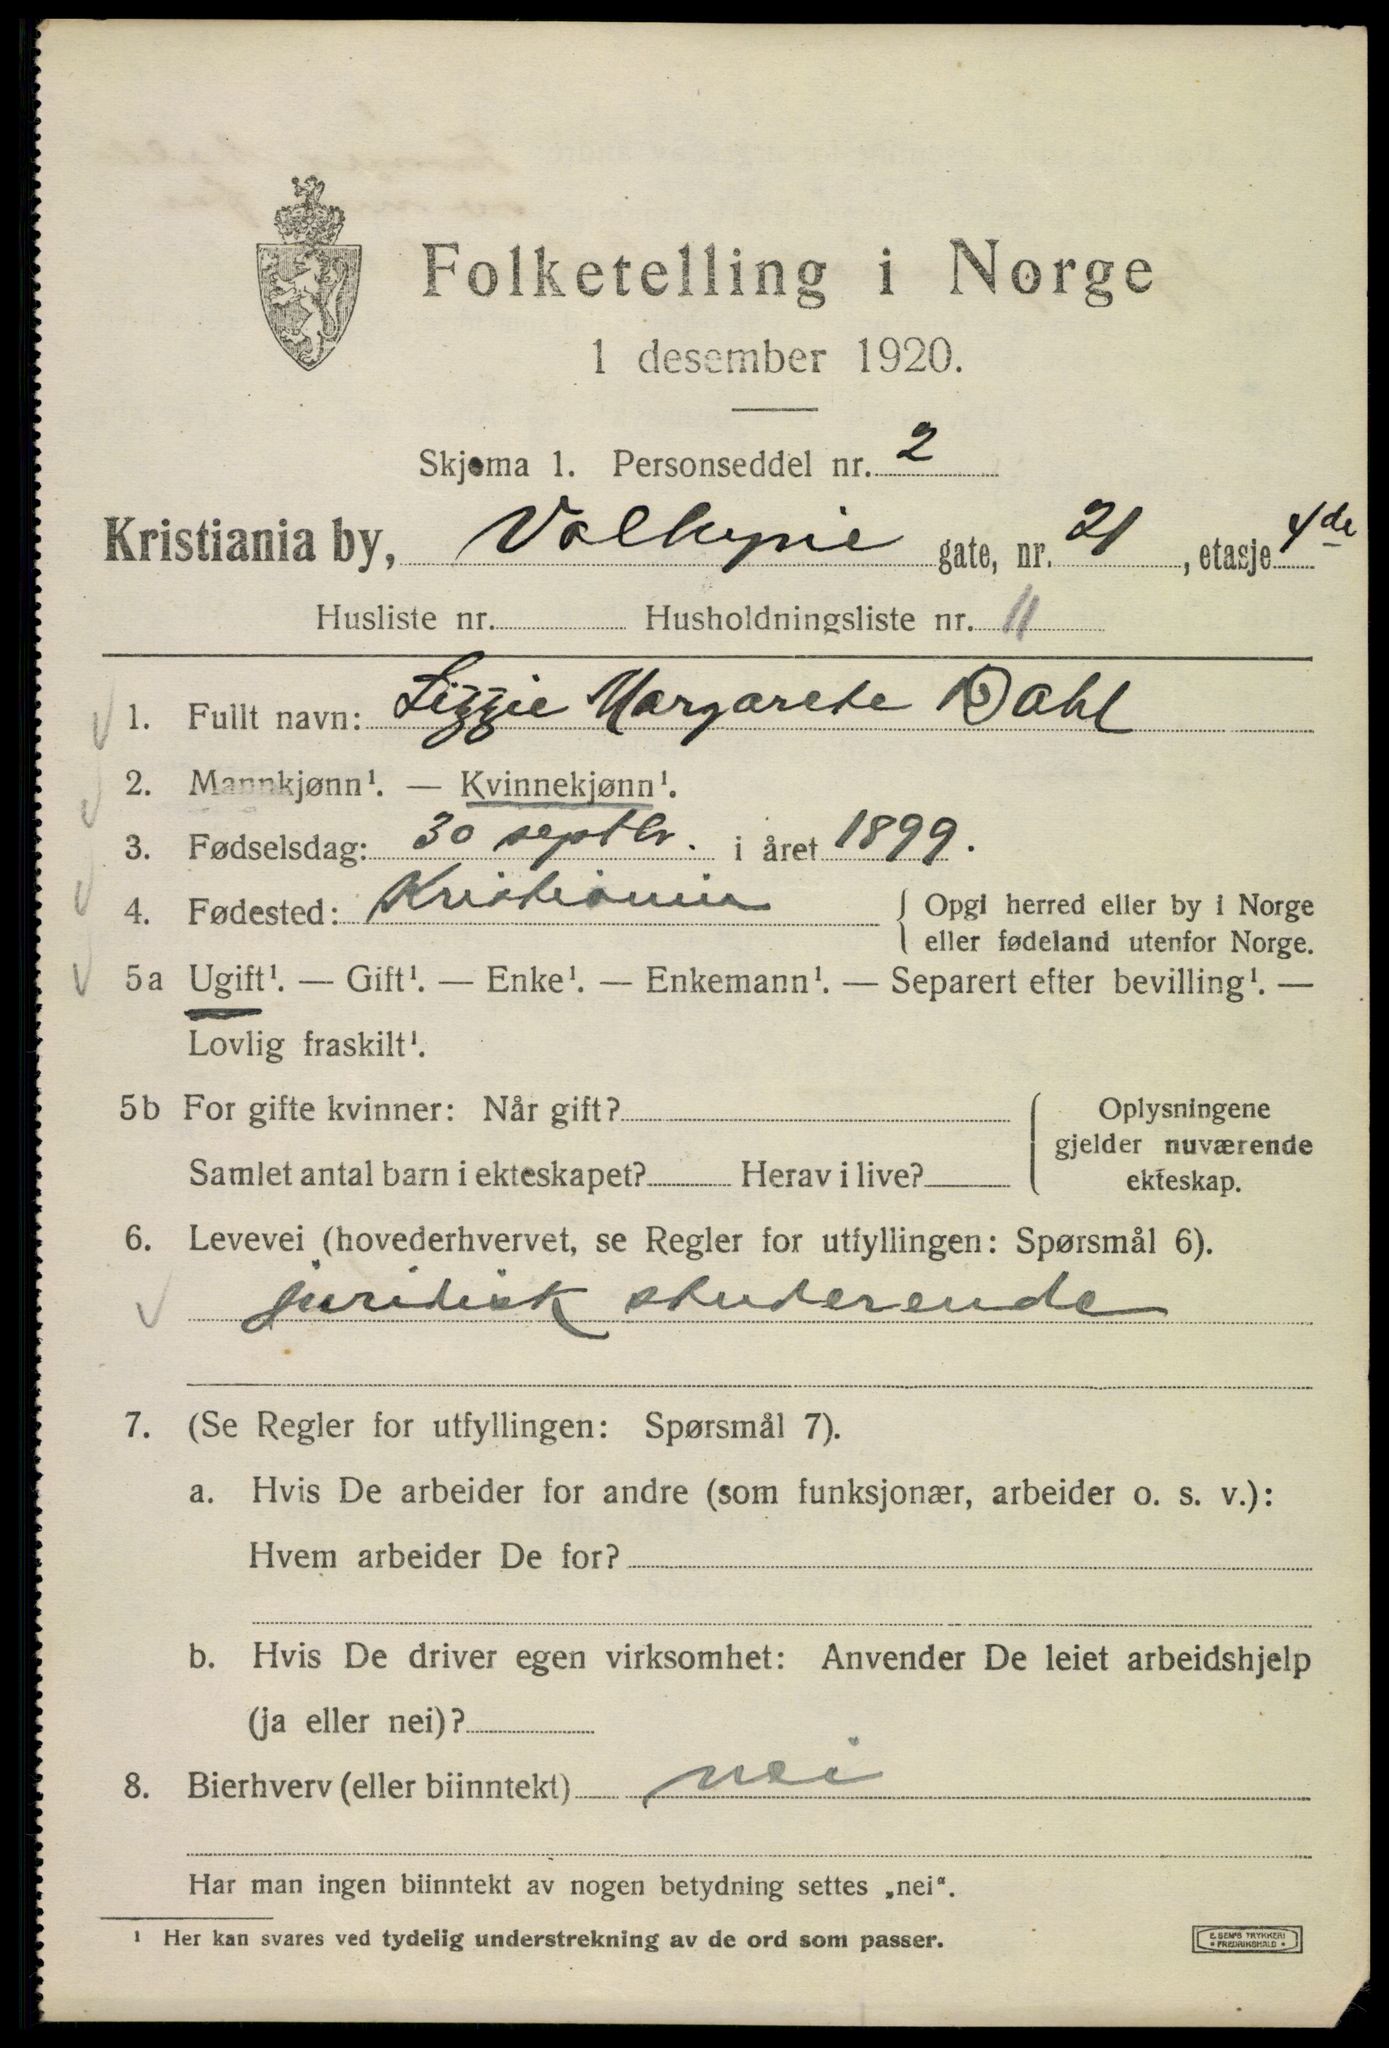 Folketelling i Norge
1 desember 1920.
Skjema 1. Personseddel nr. 2
Kristiania by, Valkyrie gate, nr. 21, etasje 4de
Husliste nr. Husholdningsliste nr. 11
1. Fullt navn: Lizzie Margarete Dahl
2. Mannkjønn¹. — Kvinnekjønn¹.
3. Fødselsdag: 30 septbr. i året 1899.
4. Fødested: Kristiania { Opgi herred eller by i Norge
eller fødeland utenfor Norge.
5a Ugift¹. — Gift¹. — Enke¹. — Enkemann¹. — Separert efter bevilling¹. —
Lovlig fraskilt¹.
5b For gifte kvinner: Når gift? { Oplysningene
gjelder nuværende
Samlet antal barn i ekteskapet? Herav i live? ekteskap.
6. Levevei (hovederhvervet, se Regler for utfyllingen: Spørsmål 6).
juridisk studerende
7. (Se Regler for utfyllingen: Spørsmål 7).
a. Hvis De arbeider for andre (som funksjonær, arbeider o. s. v.):
Hvem arbeider De for?
b. Hvis De driver egen virksomhet: Anvender De leiet arbeidshjelp
(ja eller nei)?
8. Bierhverv (eller biinntekt) nei
Har man ingen biinntekt av nogen betydning settes „nei“.
¹ Her kan svares ved tydelig understrekning av de ord som passer.
E. SEM'S TRYKKERI
• FREDRIKSHALD •